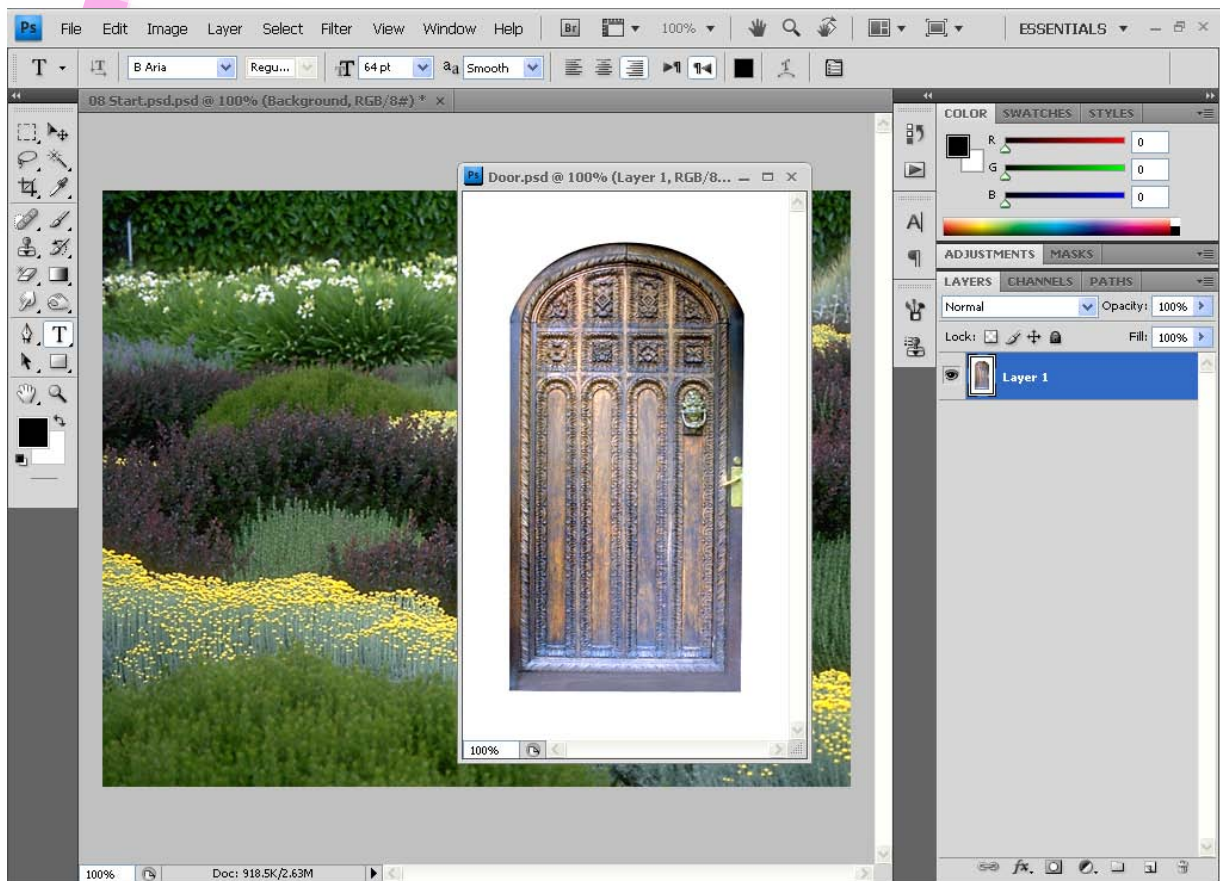 Ps File Edit Image Layer Select Filter View Window Help Br 100% ESSENTIALS
T T B Aria Regu... T 64 pt aa Smooth
08 Start.psd.psd @ 100% (Background, RGB/8#) * ×
Ps Door.psd @ 100% (Layer 1, RGB/8...
COLOR SWATCHES STYLES
R 0
G 0
B 0
ADJUSTMENTS MASKS
LAYERS CHANNELS PATHS
Normal Opacity: 100%
Lock: Fill: 100%
Layer 1
T
A
100%
100% Doc: 918.5K/2.63M
fx.